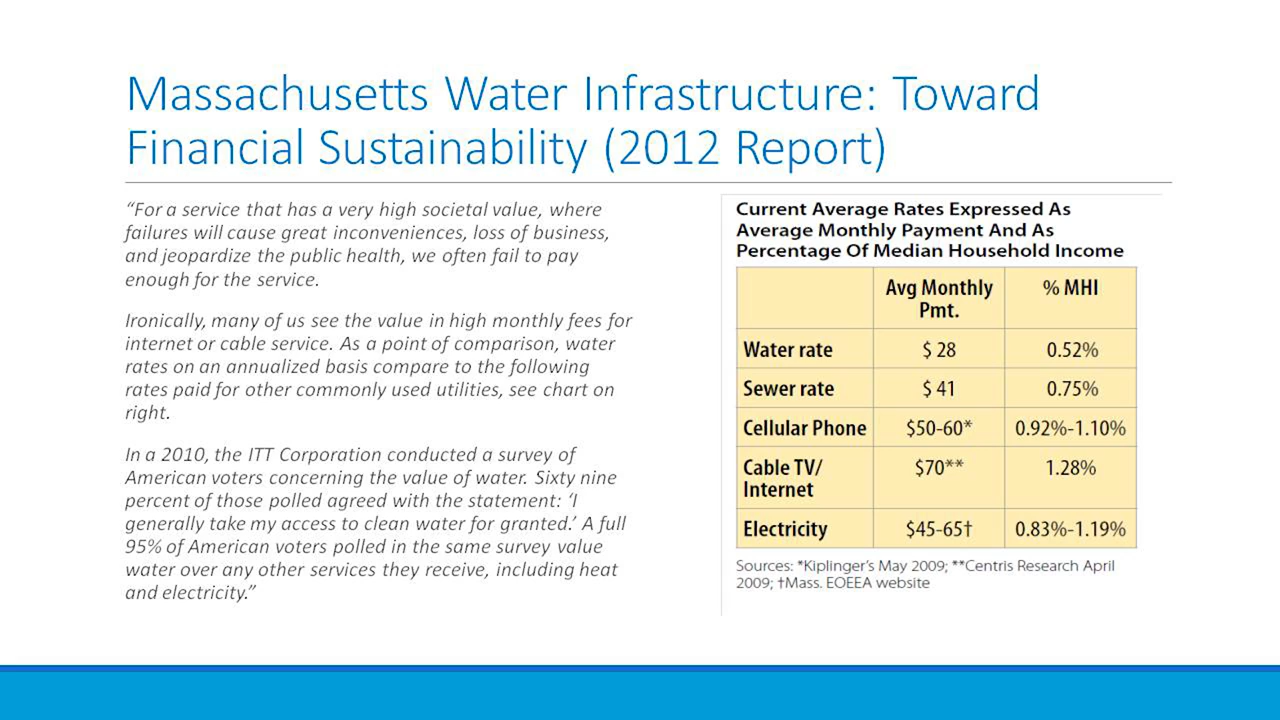 Massachusetts Water Infrastructure: Toward
Financial Sustainability (2012 Report)
“For a service that has a very high societal value, where
failures will cause great inconveniences, loss of business,
and jeopardize the public health, we often fail to pay
enough for the service.
Ironically, many of us see the value in high monthly fees for
internet or cable service. As a point of comparison, water
rates on an annualized basis compare to the following
rates paid for other commonly used utilities, see chart on
right.
In a 2010, the ITT Corporation conducted a survey of
American voters concerning the value of water. Sixty nine
percent of those polled agreed with the statement: ‘I
generally take my access to clean water for granted.’ A full
95% of American voters polled in the same survey value
water over any other services they receive, including heat
and electricity.”
Current Average Rates Expressed As
Average Monthly Payment And As
Percentage Of Median Household Income
Avg Monthly Pmt. % MHI
Water rate $ 28 0.52%
Sewer rate $ 41 0.75%
Cellular Phone $50-60* 0.92%-1.10%
Cable TV/ $70** 1.28%
Internet
Electricity $45-65† 0.83%-1.19%
Sources: *Kiplinger’s May 2009; **Centris Research April
2009; †Mass. EOEEA website